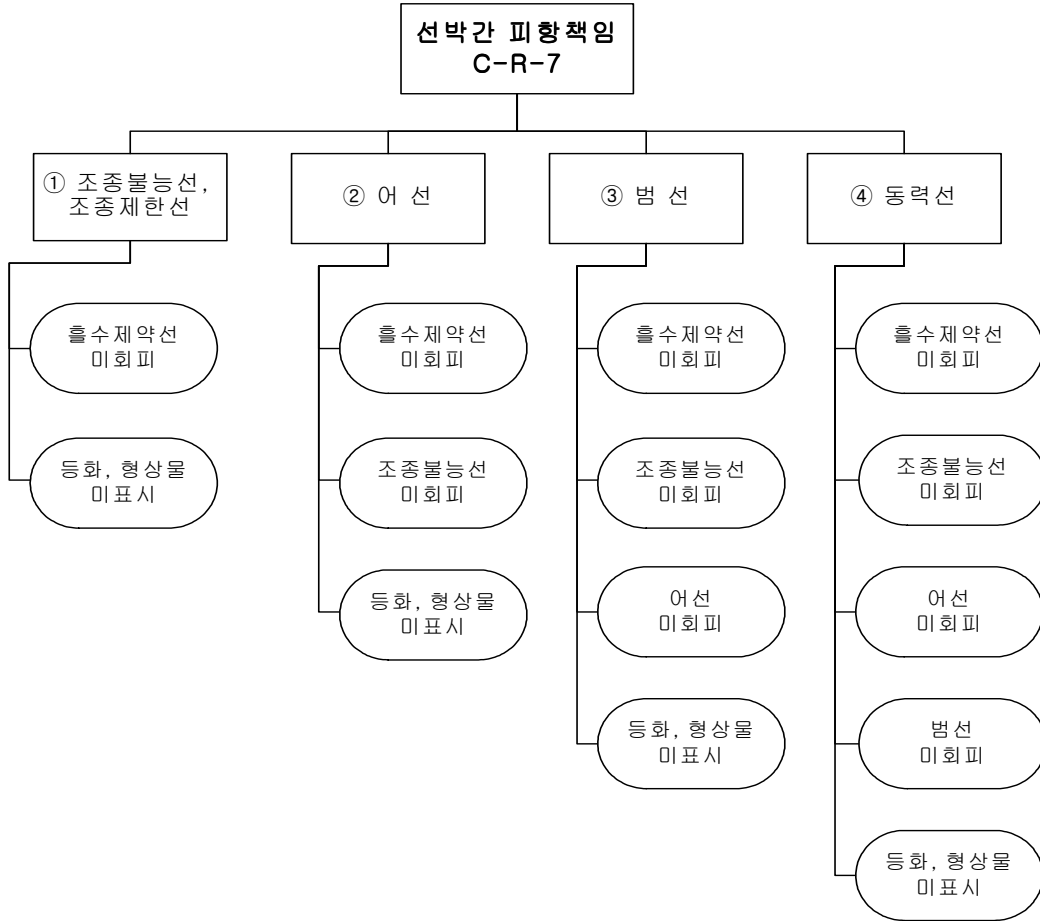 선박간 피항책임
C-R-7
① 조종불능선,
조종제한선
흘수제약선
미회피
등화, 형상물
미표시
② 어 선
흘수제약선
미회피
조종불능선
미회피
등화, 형상물
미표시
③ 범 선
흘수제약선
미회피
조종불능선
미회피
어선
미회피
등화, 형상물
미표시
④ 동력선
흘수제약선
미회피
조종불능선
미회피
어선
미회피
범선
미회피
등화, 형상물
미표시